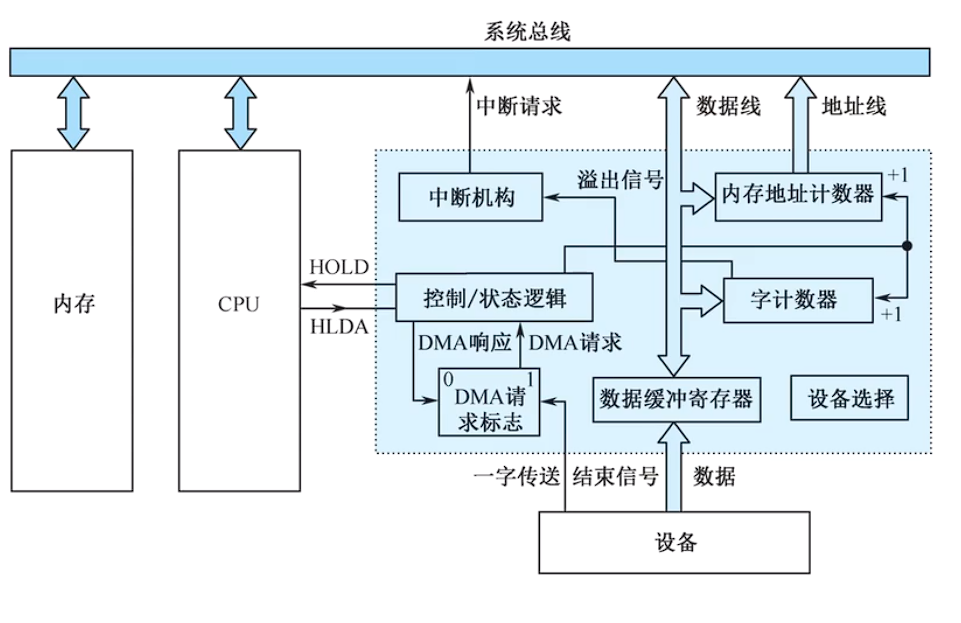 系统总线
中断请求
数据线
地址线
溢出信号
+1
中断机构
内存地址计数器
HOLD
内存
CPU
控制/状态逻辑
字计数器
+1
HLDA
DMA响应
DMA请求
0
1
DMA请
求标志
数据缓冲寄存器
设备选择
一字传送
结束信号
数据
设备